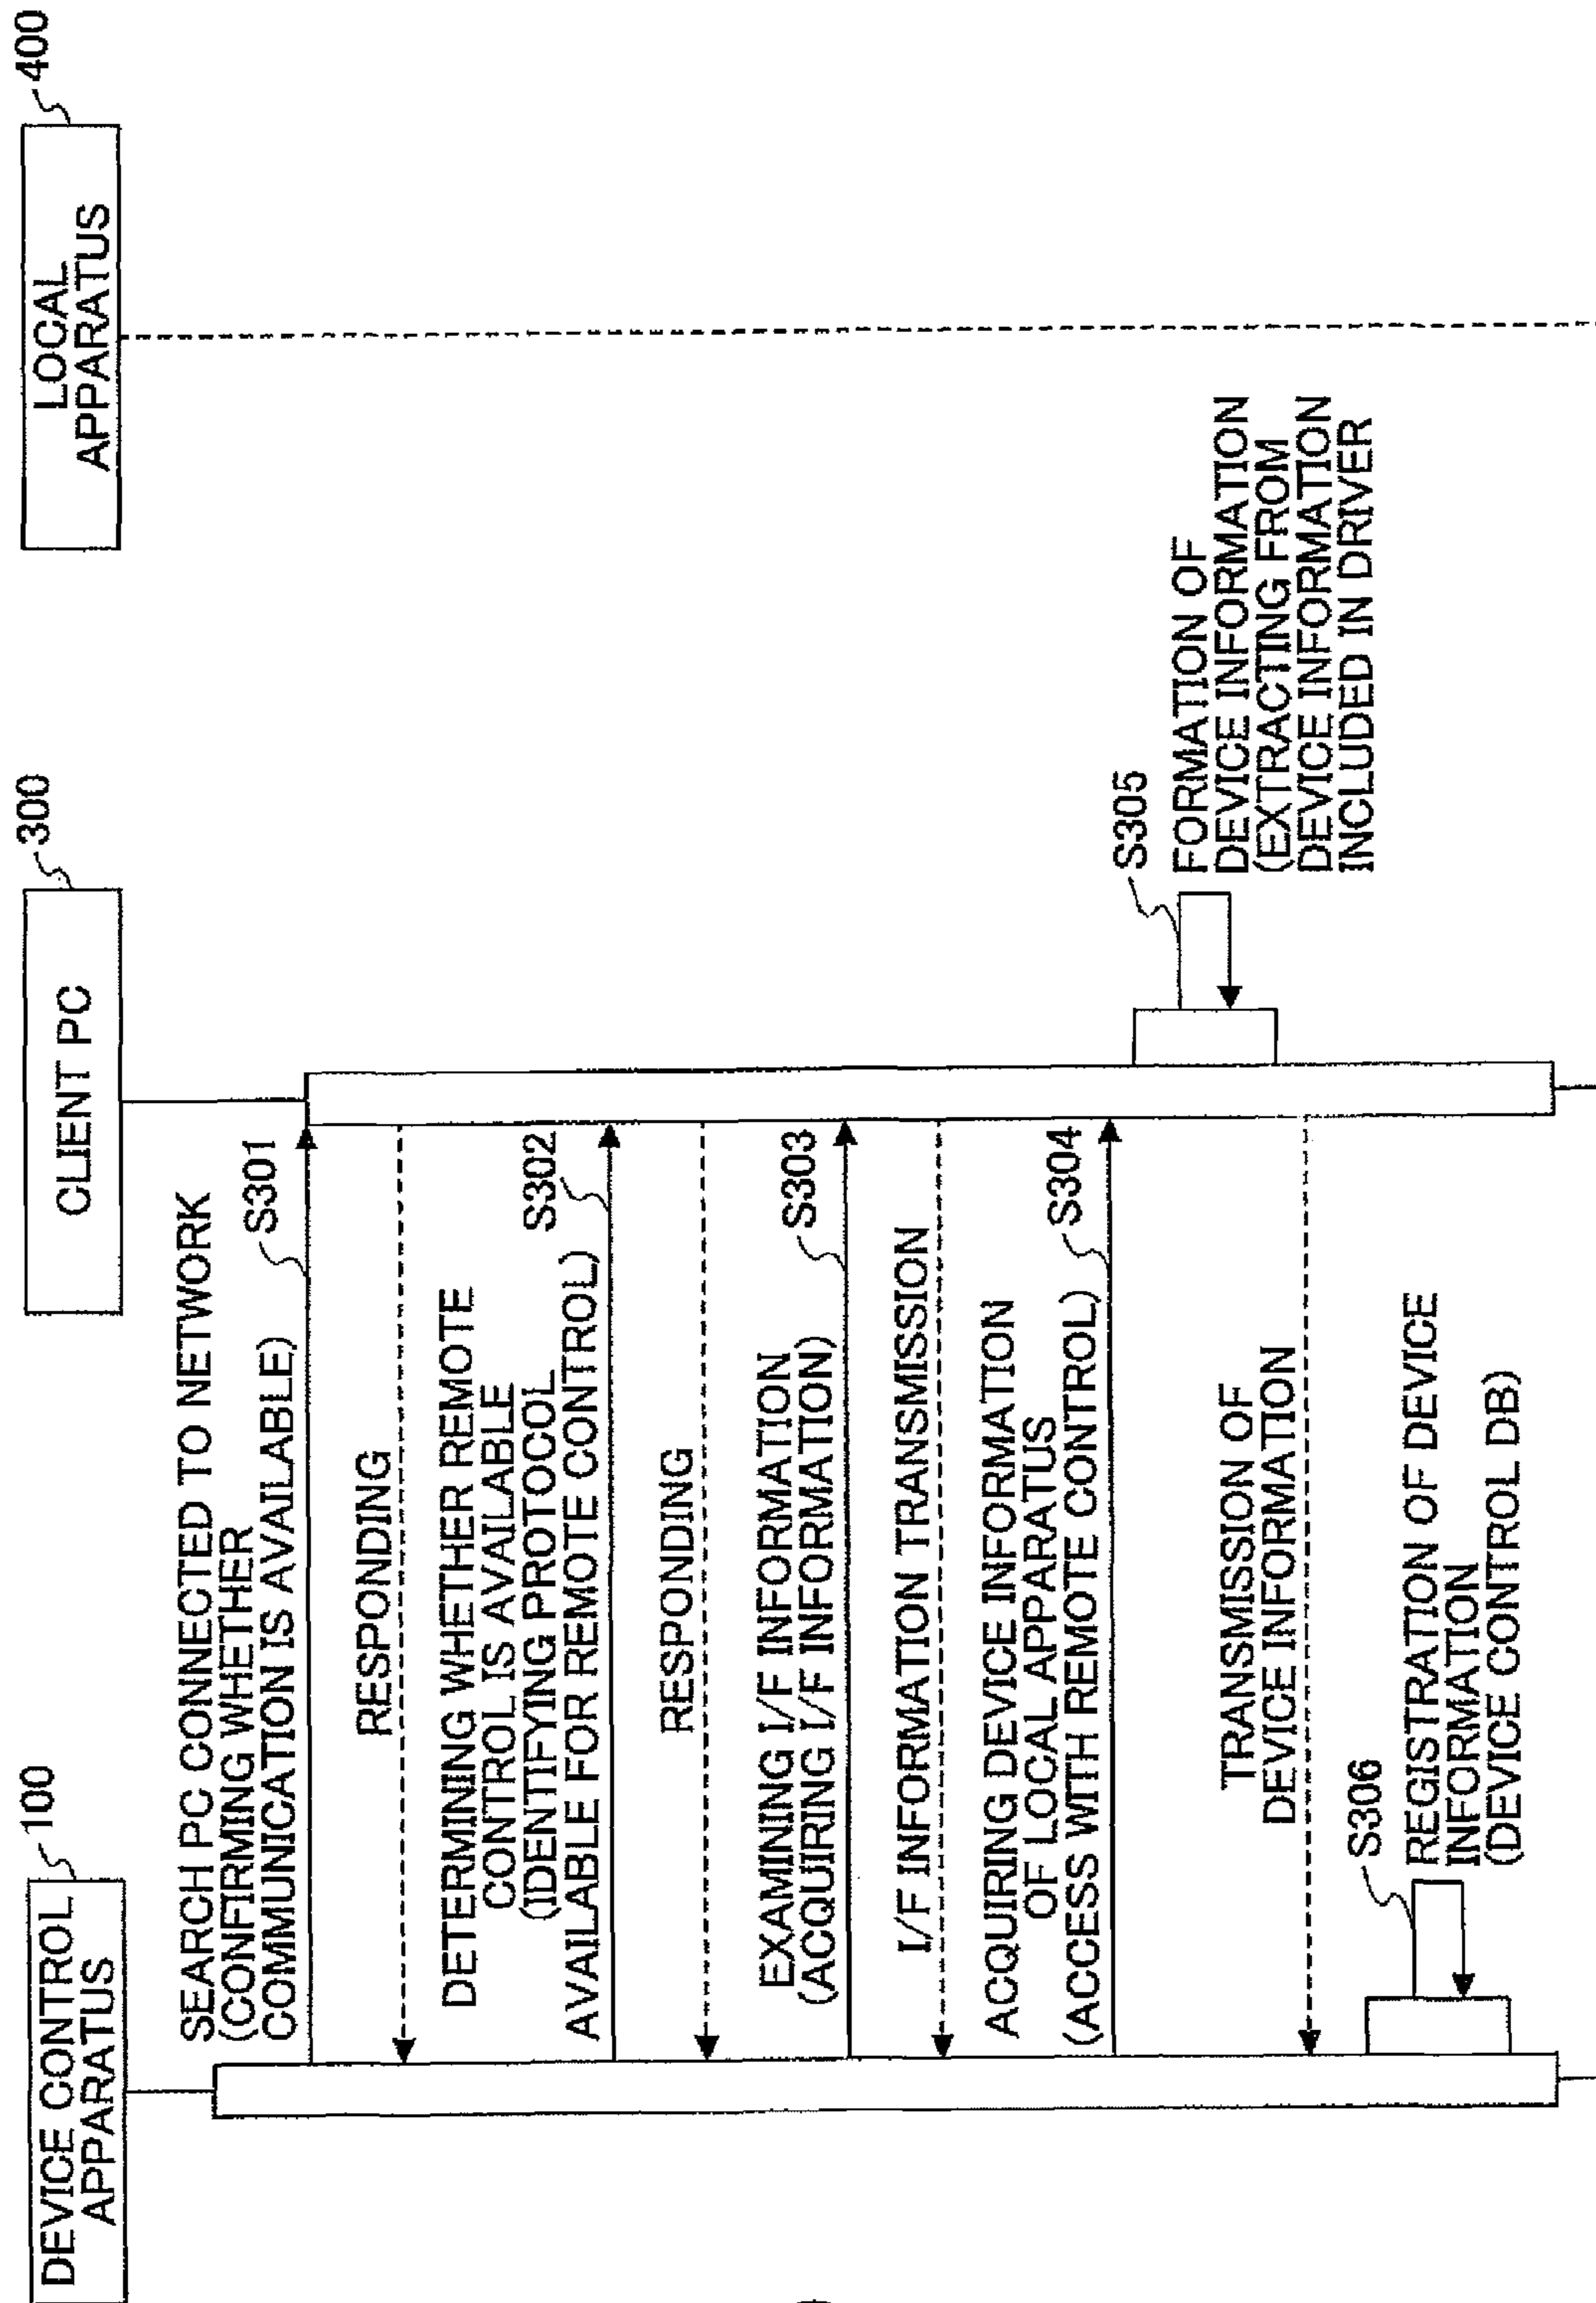 DEVICE CONTROL
APPARATUS
100
CLIENT PC
300
LOCAL
APPARATUS
400
SEARCH PC CONNECTED TO NETWORK
(CONFIRMING WHETHER
COMMUNICATION IS AVAILABLE)
S301
RESPONDING
DETERMINING WHETHER REMOTE
CONTROL IS AVAILABLE
(IDENTIFYING PROTOCOL
AVAILABLE FOR REMOTE CONTROL)
S302
RESPONDING
EXAMINING I/F INFORMATION
(ACQUIRING I/F INFORMATION)
S303
I/F INFORMATION TRANSMISSION
ACQUIRING DEVICE INFORMATION
OF LOCAL APPARATUS
(ACCESS WITH REMOTE CONTROL)
S304
S305
FORMATION OF
DEVICE INFORMATION
(EXTRACTING FROM
DEVICE INFORMATION
INCLUDED IN DRIVER
TRANSMISSION OF
DEVICE INFORMATION
S306
REGISTRATION OF DEVICE
INFORMATION
(DEVICE CONTROL DB)